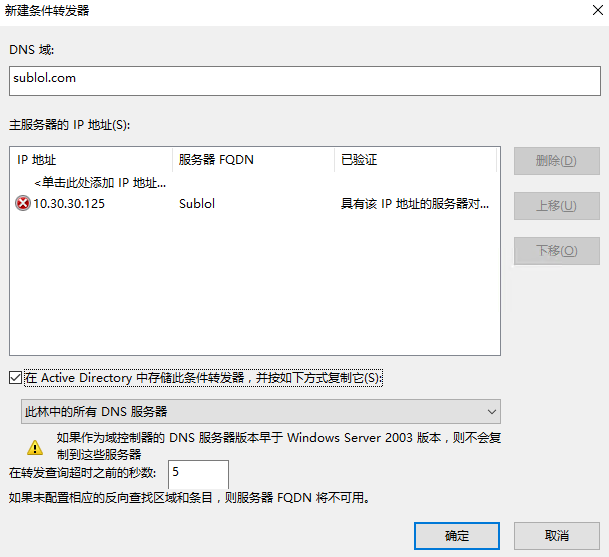 新建条件转发器
DNS 域:
sublol.com
主服务器的 IP 地址(S):
IP 地址 服务器 FQDN 已验证
<单击此处添加 IP 地址...
10.30.30.125 Sublol 具有该 IP 地址的服务器对...
删除(D)
上移(U)
下移(O)
在 Active Directory 中存储此条件转发器，并按如下方式复制它(S):
此林中的所有 DNS 服务器
如果作为域控制器的 DNS 服务器版本早于 Windows Server 2003 版本，则不会复
制到这些服务器
在转发查询超时之前的秒数: 5
如果未配置相应的反向查找区域和条目，则服务器 FQDN 将不可用。
确定 取消